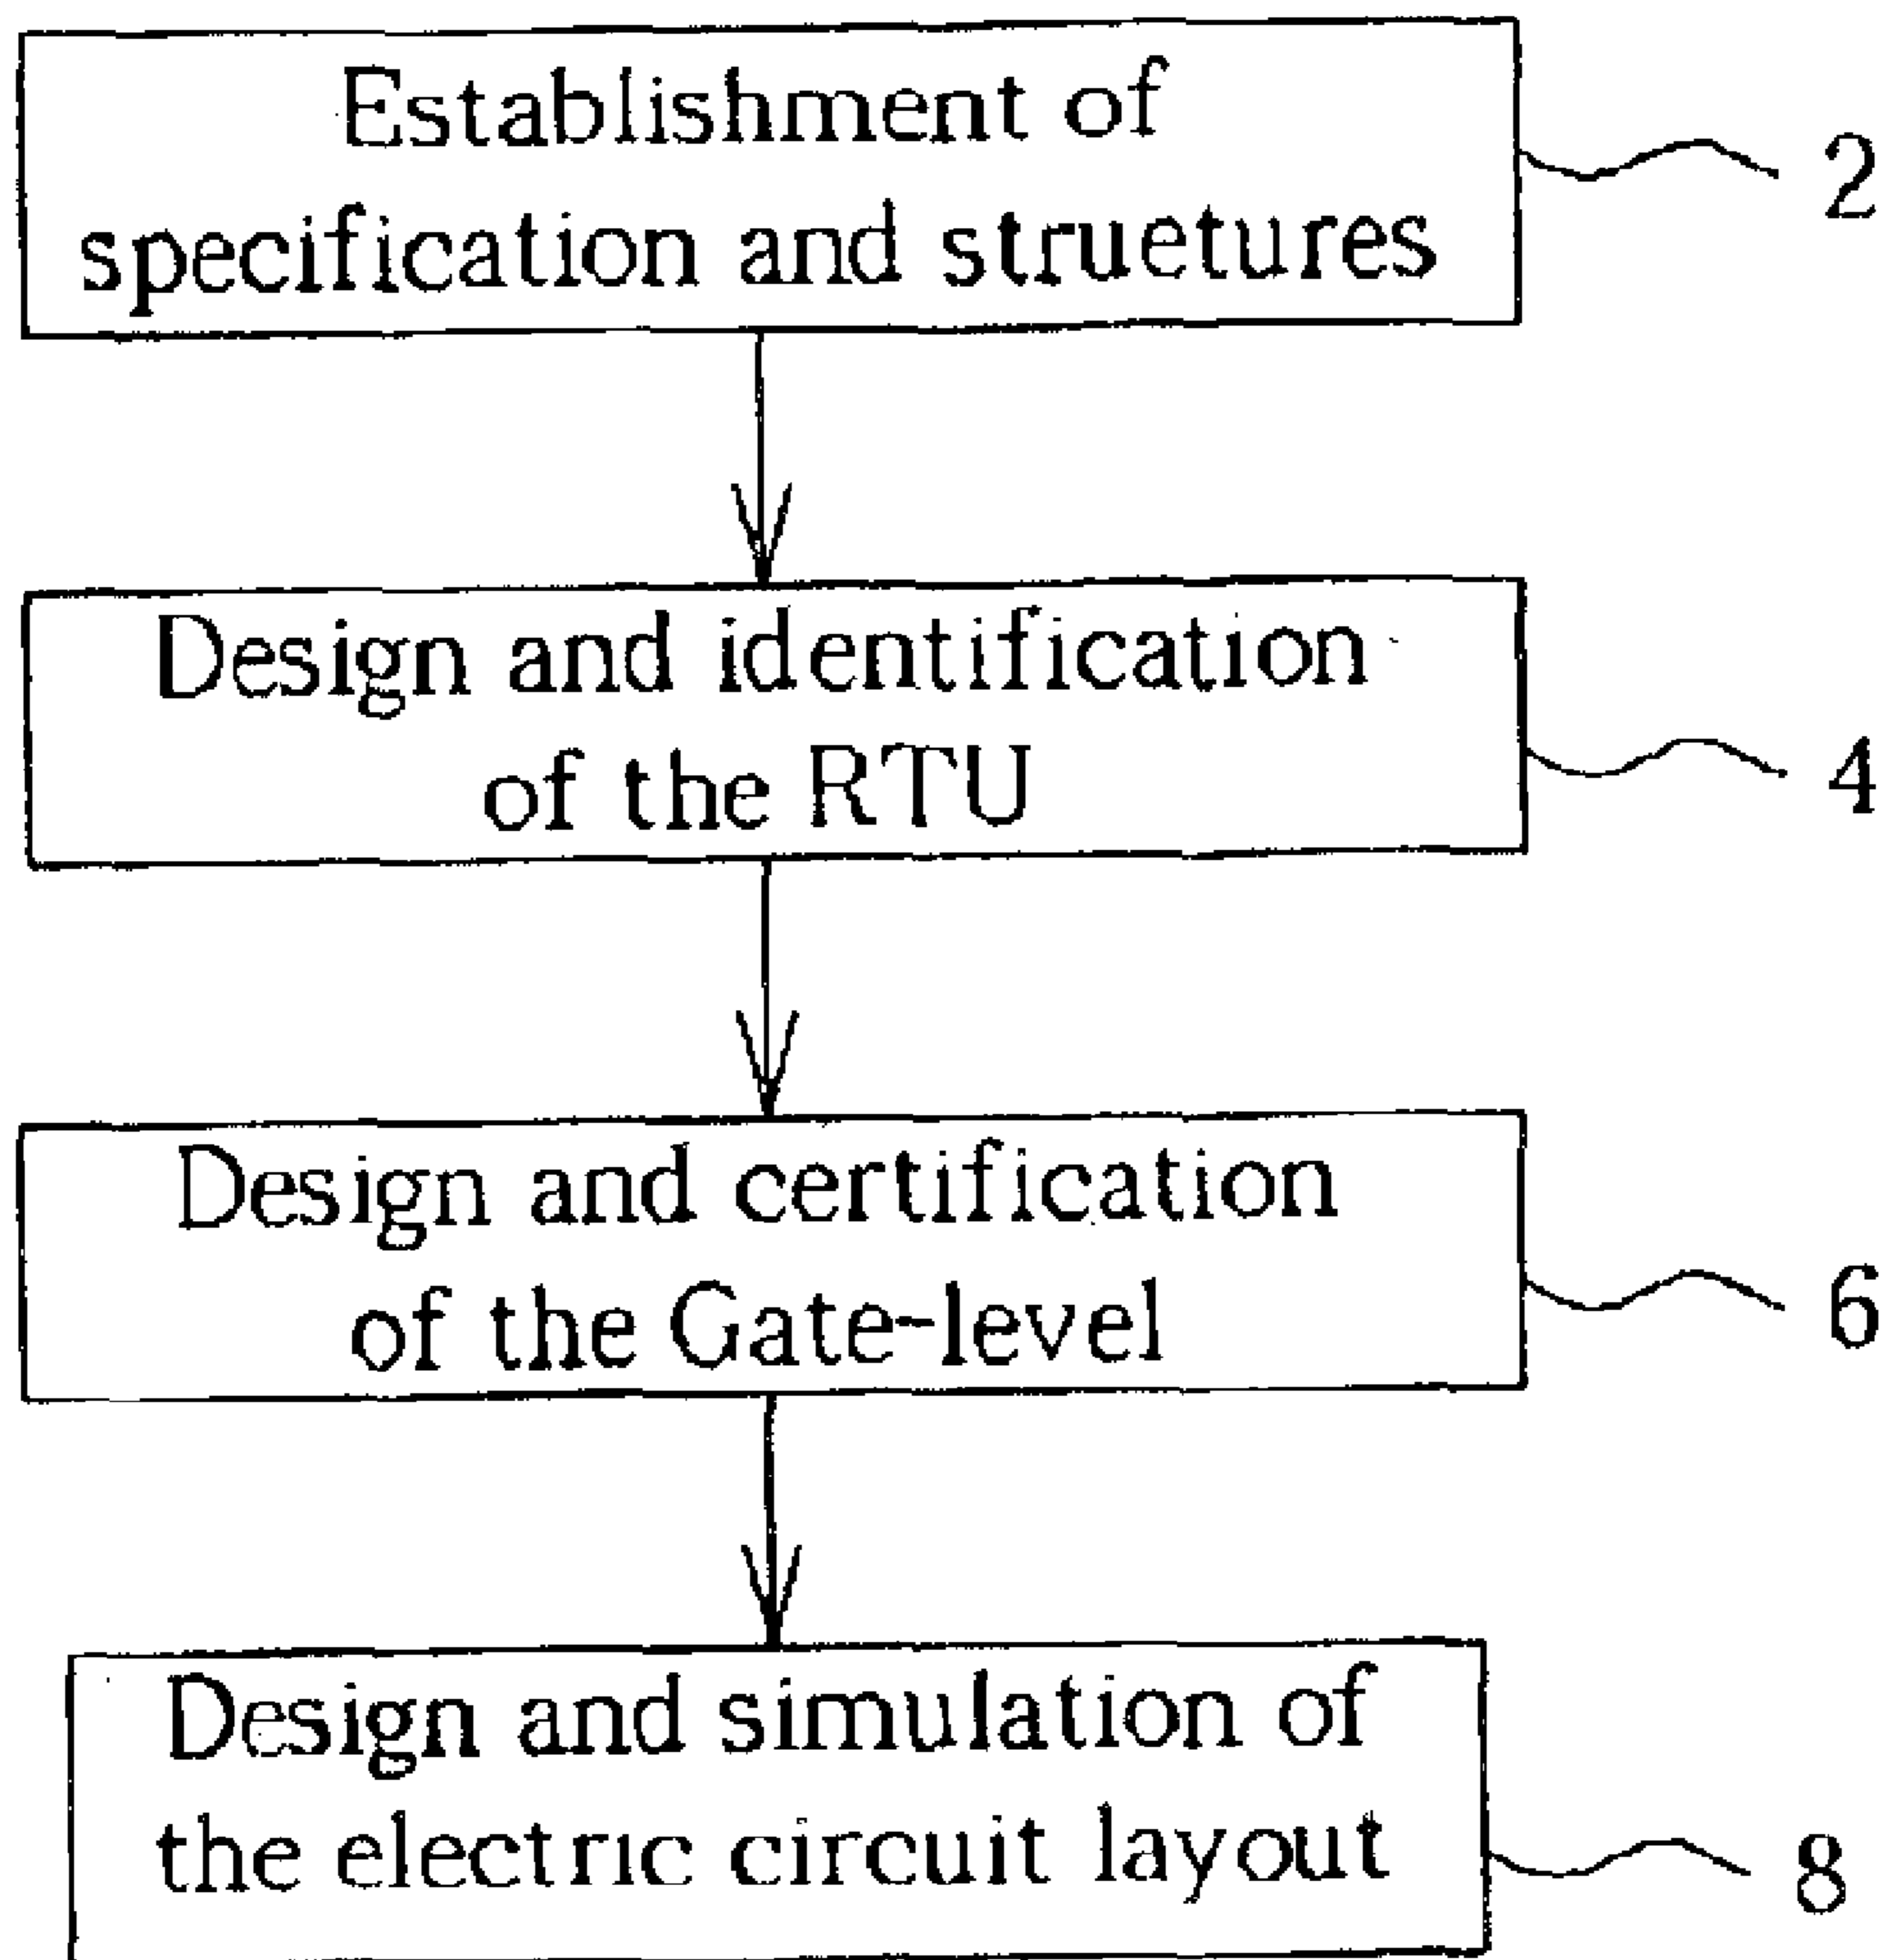 Establishment of
specification and struetures
2
Design and identification
of the RTU
4
Design and certification
of the Gate-level
6
Design and simulation of
the electric circuit layout
8